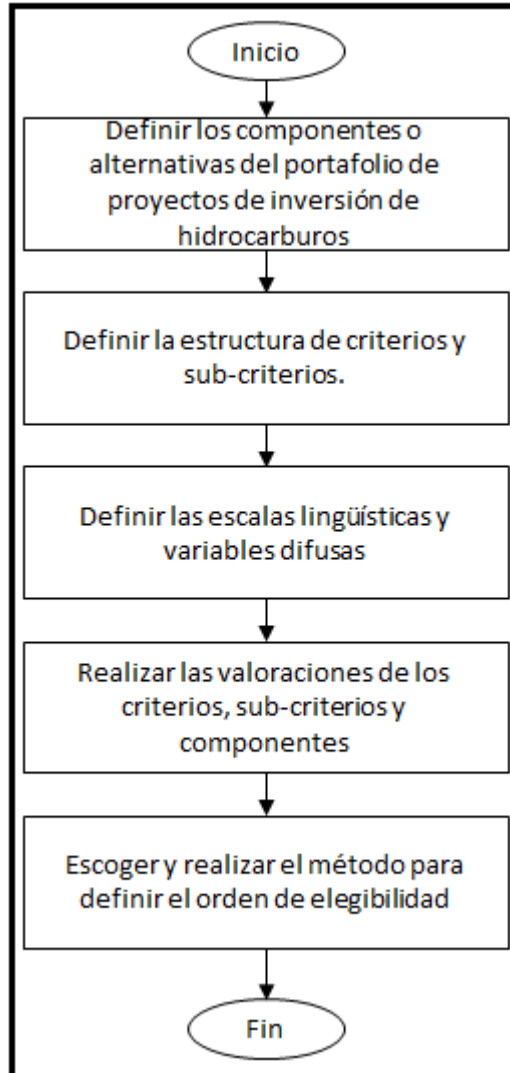 Inicio
Definir los componentes o
alternativas del portafolio de
proyectos de inversión de
hidrocarburos
Definir la estructura de criterios y
sub-criterios.
Definir las escalas lingüísticas y
variables difusas
Realizar las valoraciones de los
criterios, sub-criterios y
componentes
Escoger y realizar el método para
definir el orden de elegibilidad
Fin